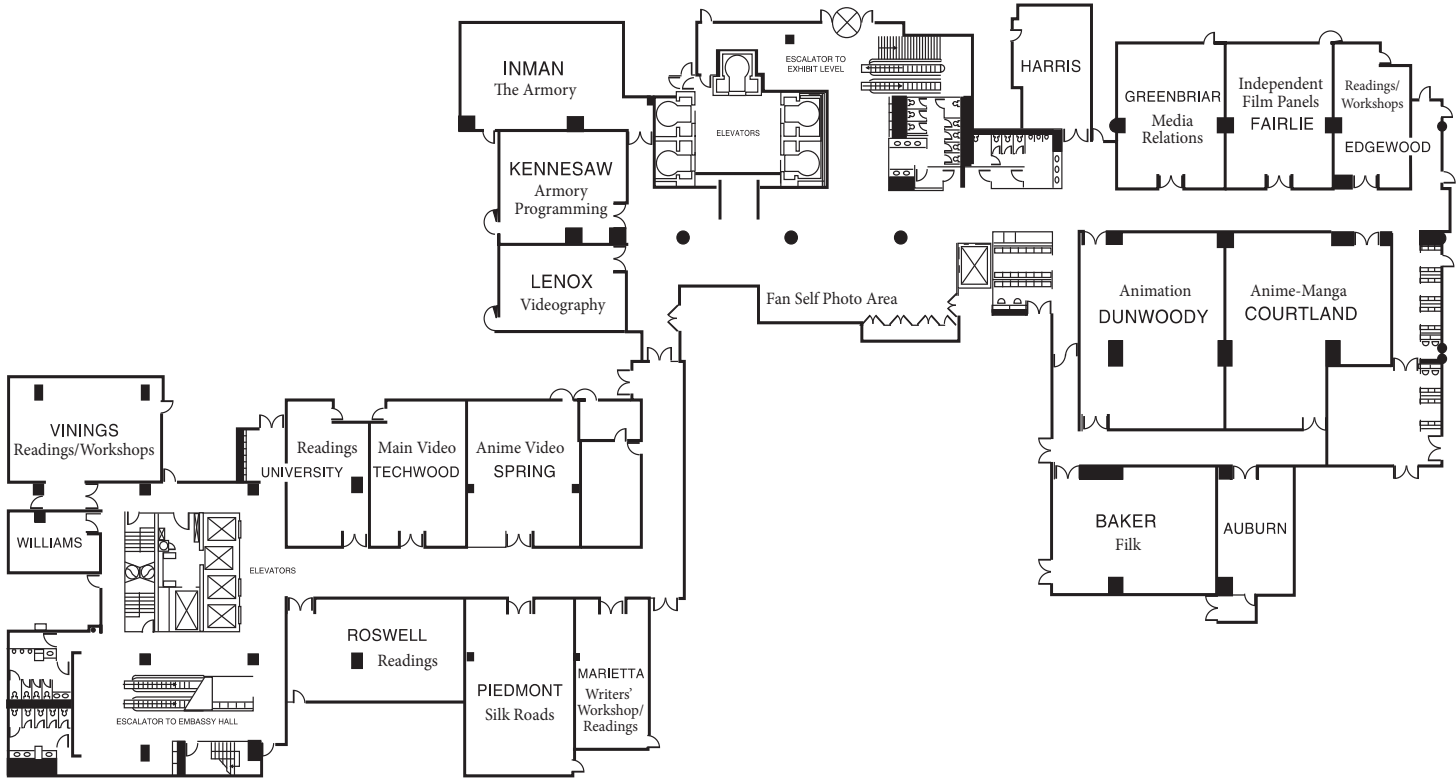 INMAN
The Armory
ESCALATOR TO
EXHIBIT LEVEL
ELEVATORS
HARRIS
GREENBRIAR
Media
Relations
Independent
Film Panels
FAIRLIE
Readings/
Workshops
EDGEWOOD
KENNESAW
Armory
Programming
LENOX
Videography
Fan Self Photo Area
Animation
DUNWOODY
Anime-Manga
COURTLAND
VININGS
Readings/Workshops
Readings
UNIVERSITY
Main Video
TECHWOOD
Anime Video
SPRING
WILLIAMS
ELEVATORS
BAKER
Filk
AUBURN
ROSWELL
Readings
PIEDMONT
Silk Roads
MARIETTA
Writers'
Workshop/
Readings
ESCALATOR TO EMBASSY HALL